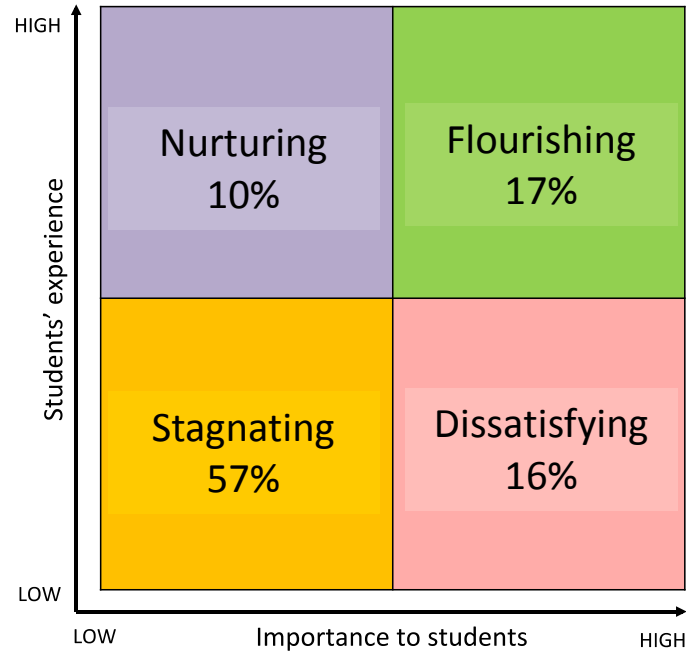 HIGH
Nurturing
10%
Flourishing
17%
Students' experience
Stagnating
57%
Dissatisfying
16%
LOW
LOW
Importance to students
HIGH